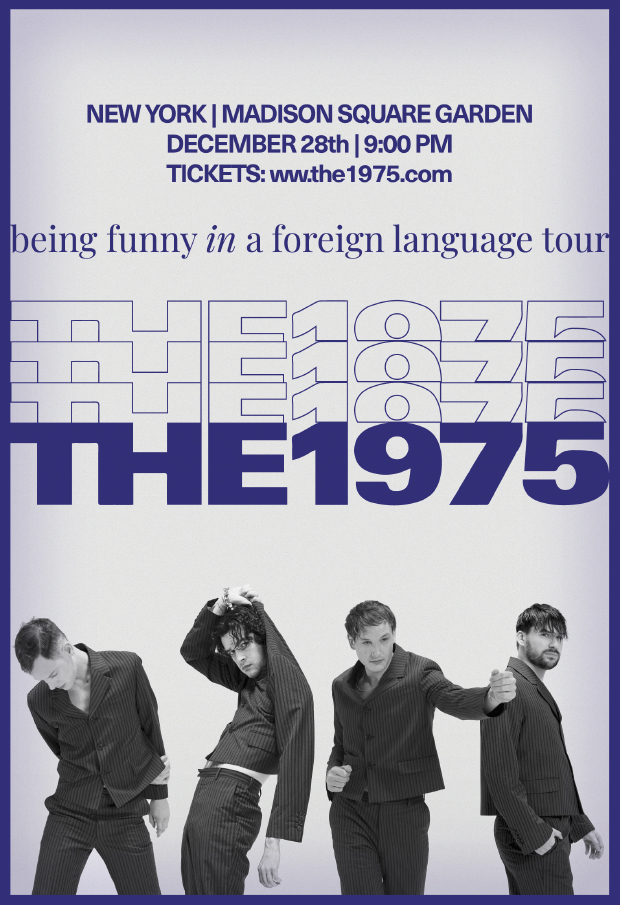 NEW YORK | MADISON SQUARE GARDEN
DECEMBER 28th | 9:00 PM
TICKETS: ww.the1975.com
being funny in a foreign language tour
THE1975
THE1975
THE1975
THE1975